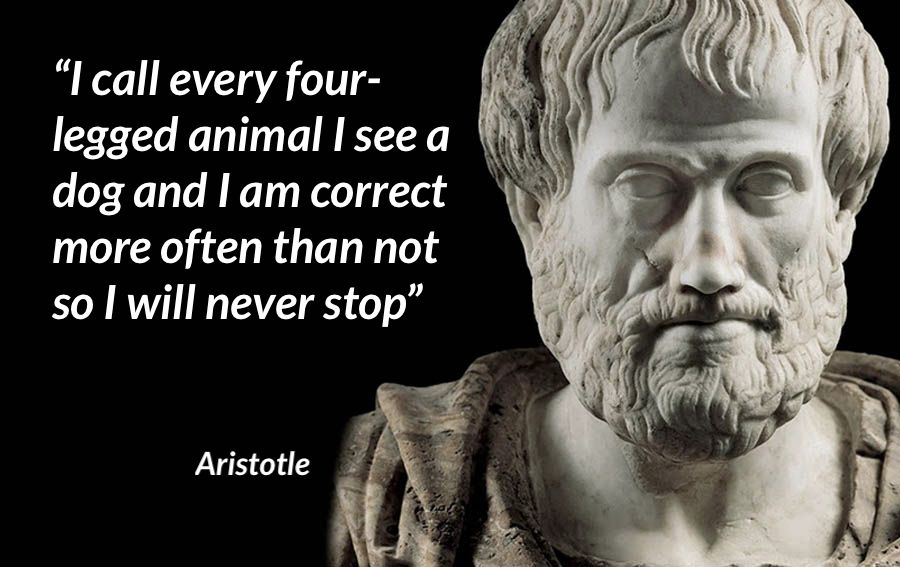 “I call every four-
legged animal I see a
dog and I am correct
more often than not
so I will never stop”
Aristotle